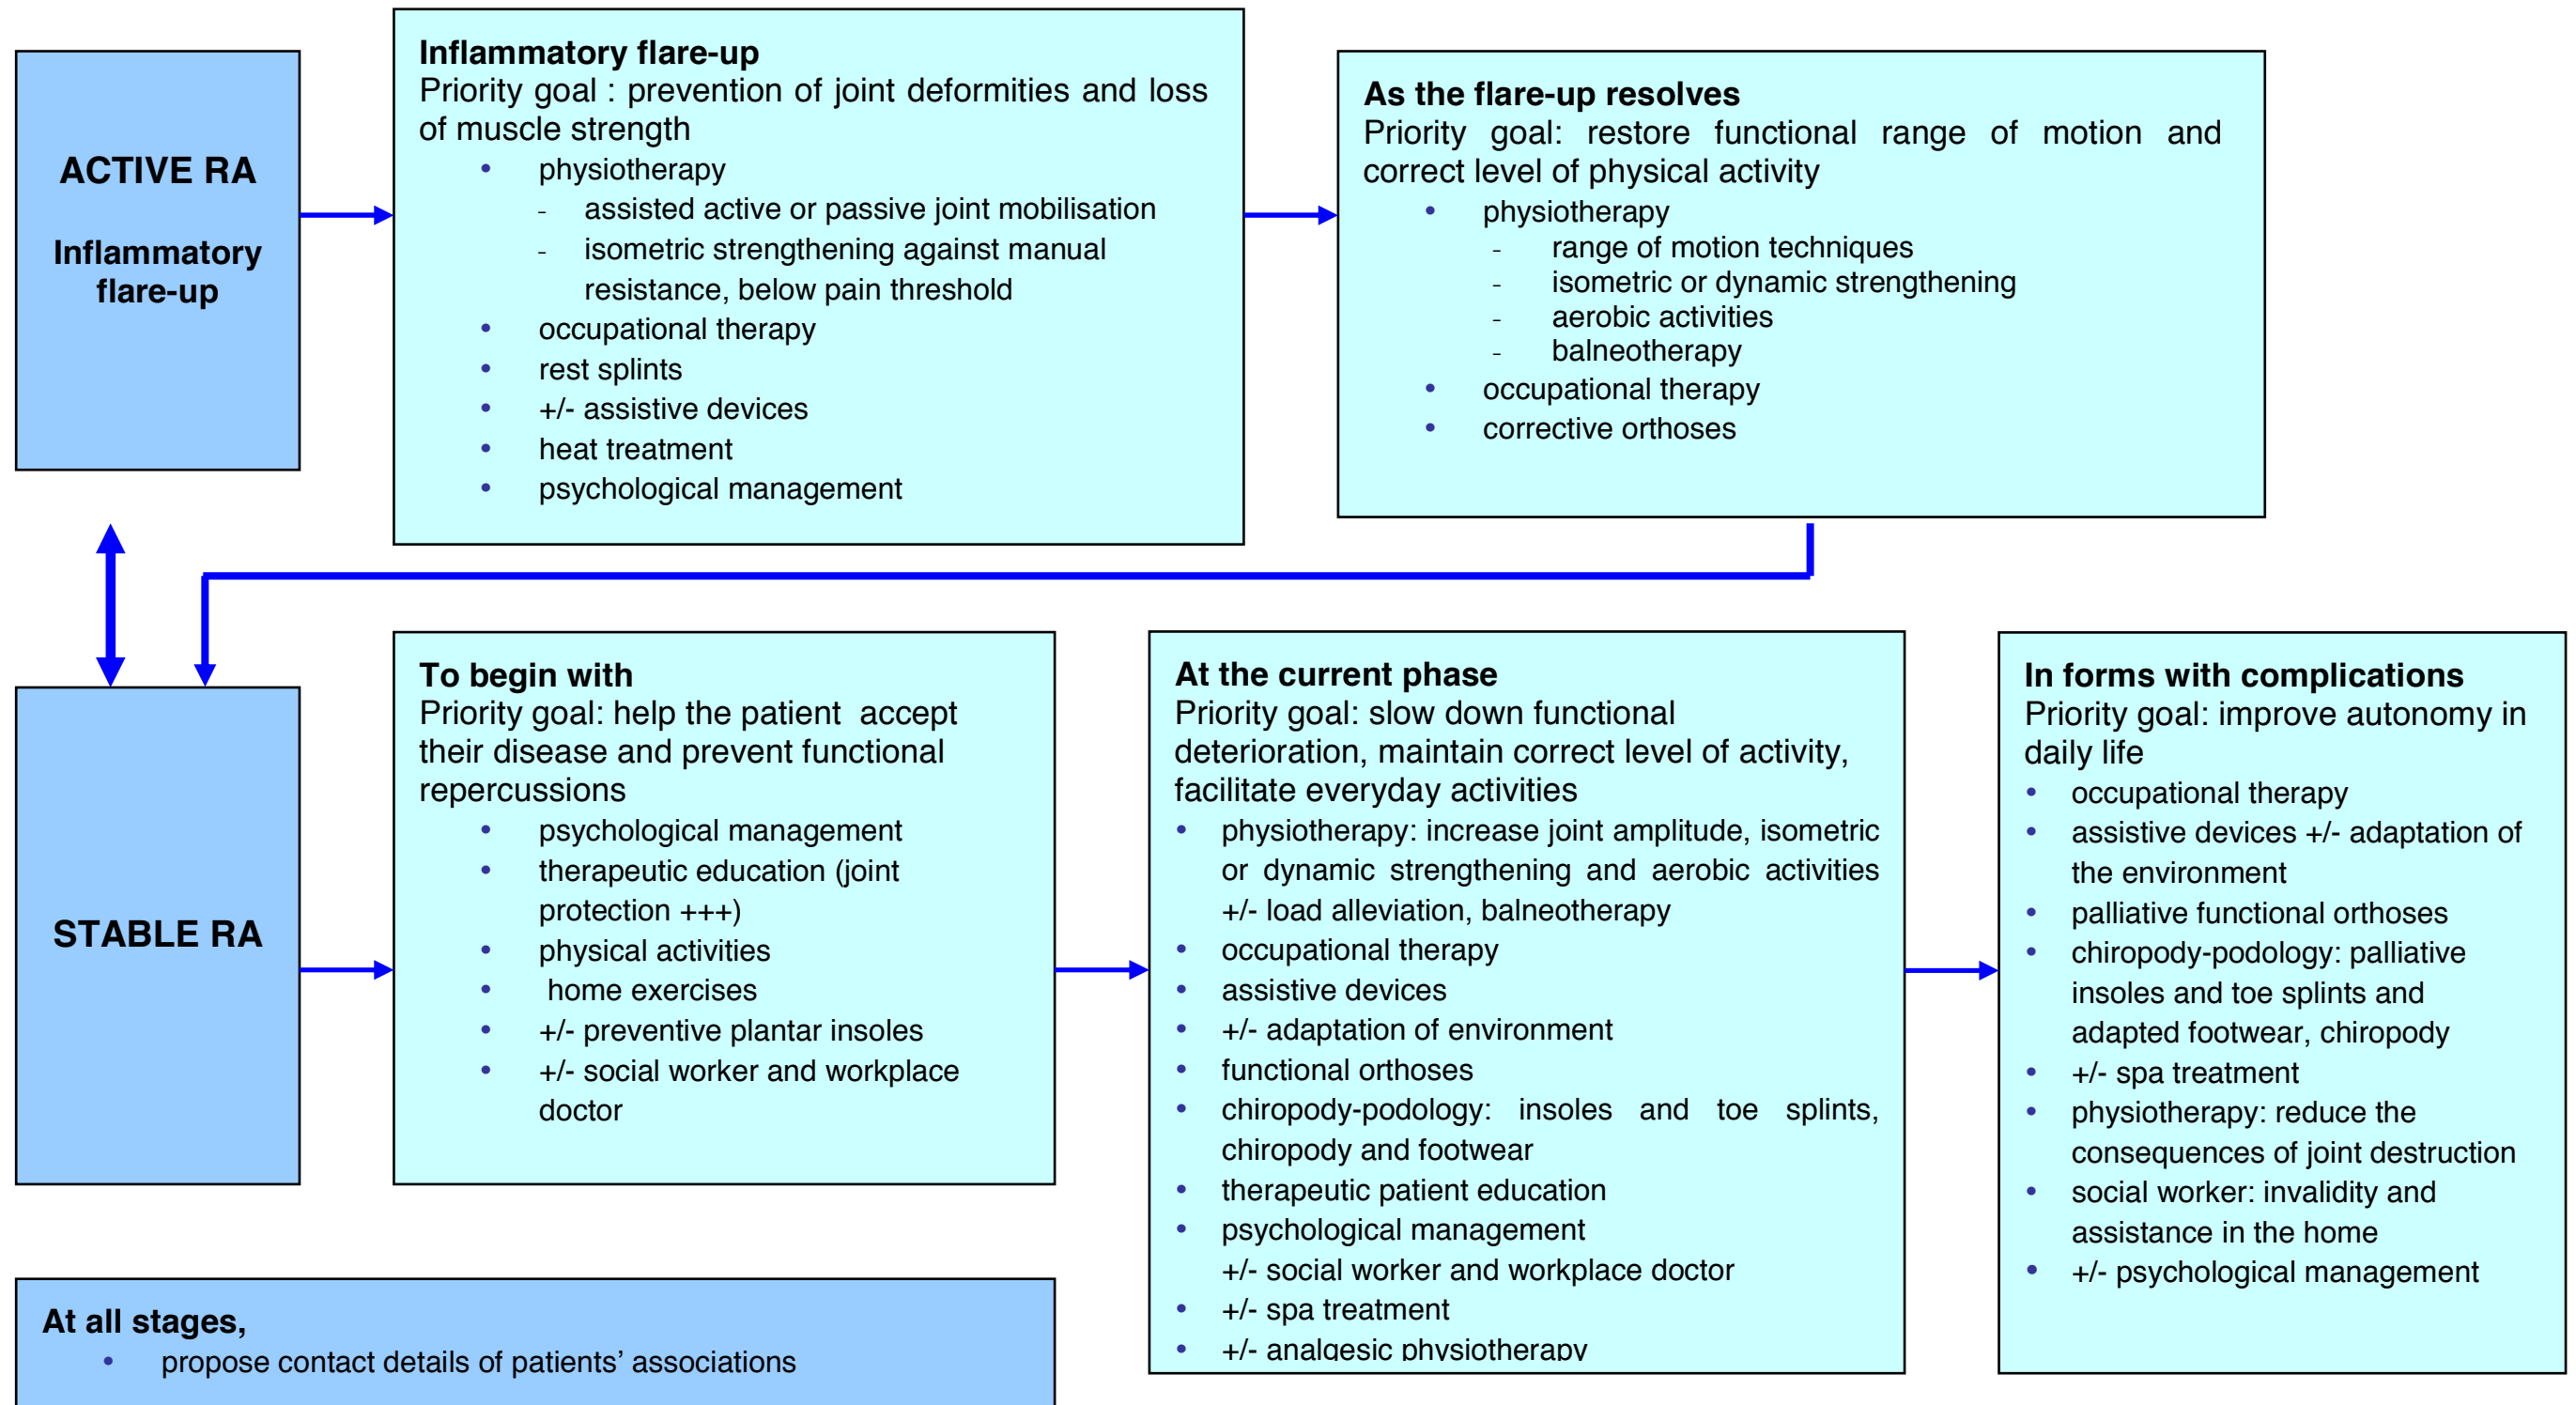 ACTIVE RA
Inflammatory
flare-up
Inflammatory flare-up
Priority goal : prevention of joint deformities and loss
of muscle strength
• physiotherapy
- assisted active or passive joint mobilisation
- isometric strengthening against manual
resistance, below pain threshold
• occupational therapy
• rest splints
• +/- assistive devices
• heat treatment
• psychological management
As the flare-up resolves
Priority goal: restore functional range of motion and
correct level of physical activity
• physiotherapy
- range of motion techniques
- isometric or dynamic strengthening
- aerobic activities
- balneotherapy
• occupational therapy
• corrective orthoses
STABLE RA
To begin with
Priority goal: help the patient accept
their disease and prevent functional
repercussions
• psychological management
• therapeutic education (joint
protection +++)
• physical activities
• home exercises
• +/- preventive plantar insoles
• +/- social worker and workplace
doctor
At the current phase
Priority goal: slow down functional
deterioration, maintain correct level of activity,
facilitate everyday activities
• physiotherapy: increase joint amplitude, isometric
or dynamic strengthening and aerobic activities
+/- load alleviation, balneotherapy
• occupational therapy
• assistive devices
• +/- adaptation of environment
• functional orthoses
• chiropody-podology: insoles and toe splints,
chiropody and footwear
• therapeutic patient education
• psychological management
+/- social worker and workplace doctor
• +/- spa treatment
• +/- analgesic physiotherapy
In forms with complications
Priority goal: improve autonomy in
daily life
• occupational therapy
• assistive devices +/- adaptation of
the environment
• palliative functional orthoses
• chiropody-podology: palliative
insoles and toe splints and
adapted footwear, chiropody
• +/- spa treatment
• physiotherapy: reduce the
consequences of joint destruction
• social worker: invalidity and
assistance in the home
• +/- psychological management
At all stages,
• propose contact details of patients’ associations